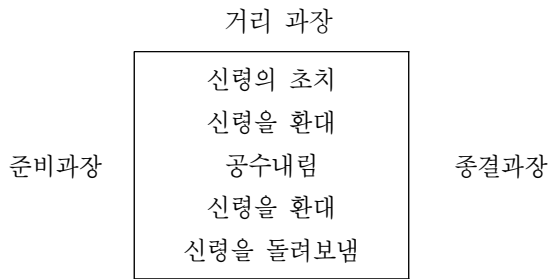 거리 과장
신령의 초치
신령을 환대
준비과장
공수내림
종결과장
신령을 환대
신령을 돌려보냄